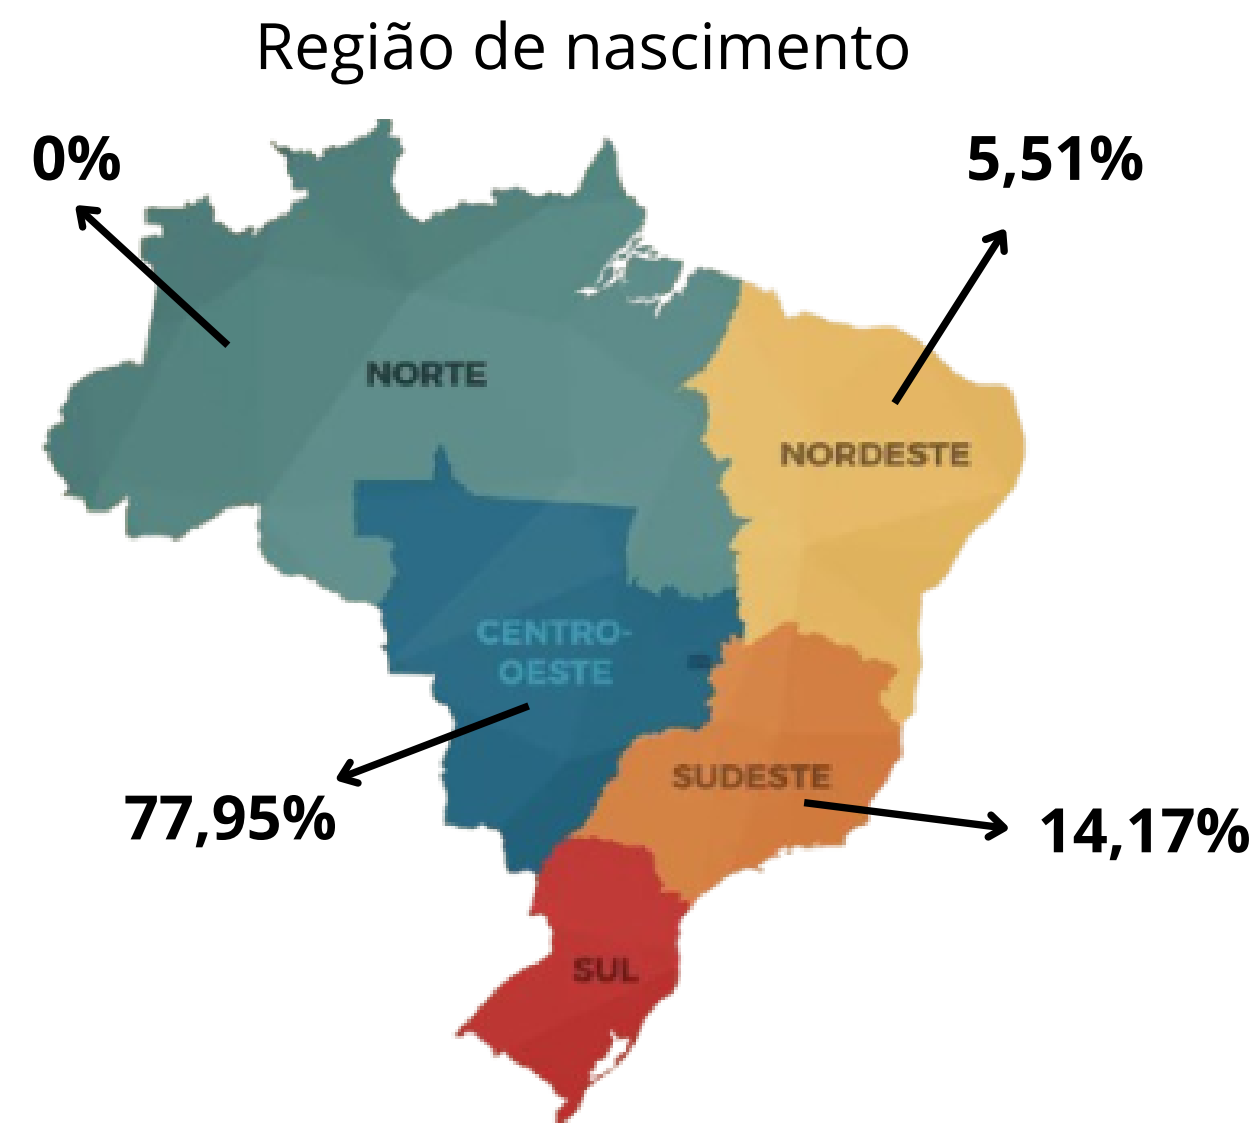 Região de nascimento
0%
5,51%
NORTE
NORDESTE
CENTRO-
OESTE
77,95%
SUDESTE
14,17%
SUL